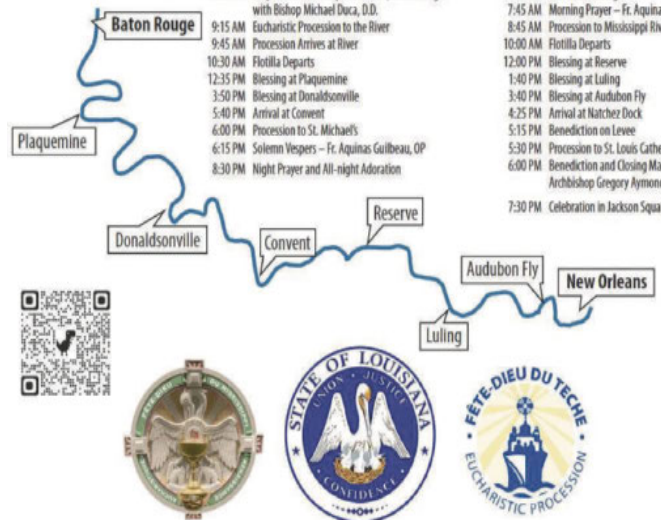 with Bishop Michael Duca, D.D.
9:15 AM Eucharistic Procession to the River
9:45 AM Procession Arrives at River
10:30 AM Flotilla Departs
12:35 PM Blessing at Plaquemine
3:50 PM Blessing at Donaldsonville
5:40 PM Arrival at Convent
6:00 PM Procession to St. Michael's
6:15 PM Solemn Vespers – Fr. Aquinas Guilbeau, OP
8:30 PM Night Prayer and All-night Adoration
7:45 AM Morning Prayer – Fr. Aquina
8:45 AM Procession to Mississippi Riv
10:00 AM Flotilla Departs
12:00 PM Blessing at Reserve
1:40 PM Blessing at Luling
3:40 PM Blessing at Audubon Fly
4:25 PM Arrival at Natchez Dock
5:15 PM Benediction on Levee
5:30 PM Procession to St. Louis Cathe
6:00 PM Benediction and Closing Ma
Archbishop Gregory Aymon
7:30 PM Celebration in Jackson Squa
Baton Rouge
Plaquemine
Donaldsonville
Convent
Reserve
Luling
Audubon Fly
New Orleans
FÊTE-DIEU DU
STATE OF LOUISIANA
UNION JUSTICE
CONFIDENCE
FÊTE-DIEU DU TECHE
EUCHARISTIC PROCESSION